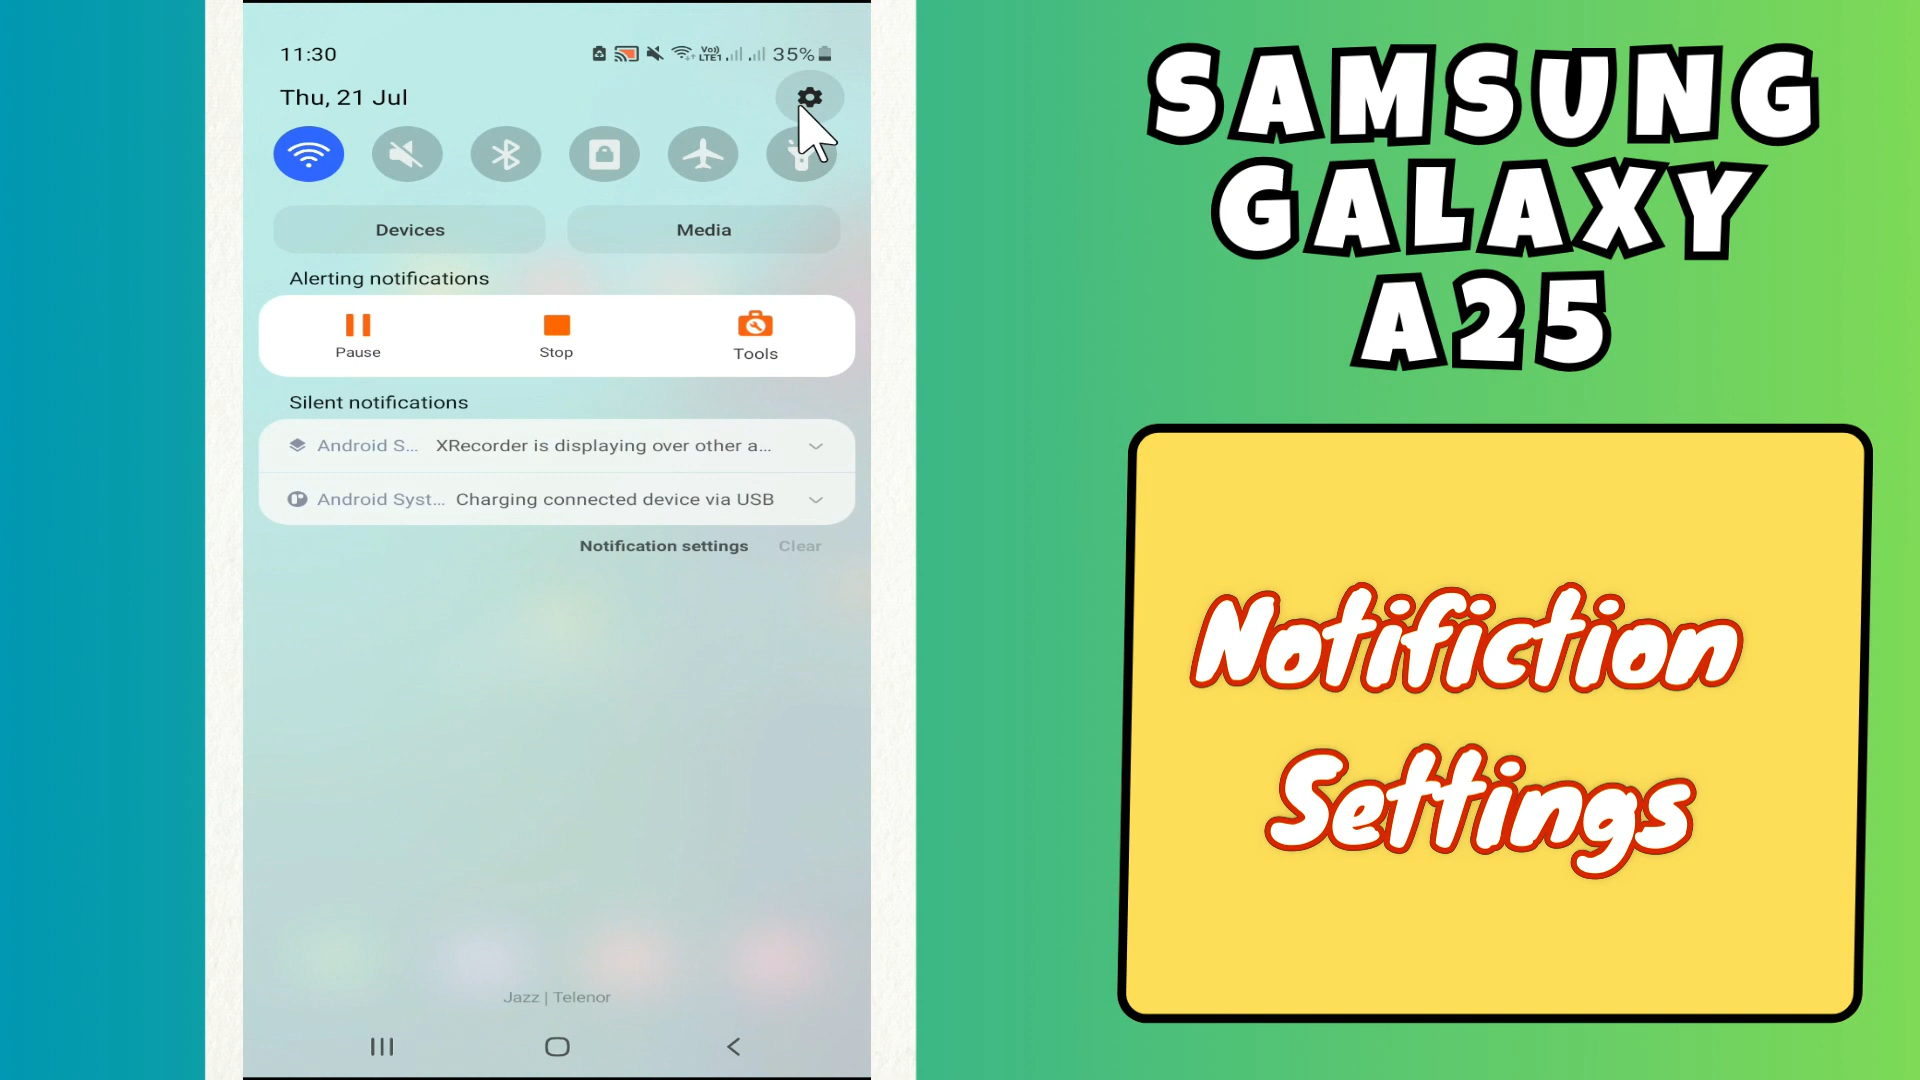 11:30
Vo)) LTE1 35%
Thu, 21 Jul
Devices Media
Alerting notifications
Pause Stop Tools
Silent notifications
Android S... XRecorder is displaying over other a...
Android Syst... Charging connected device via USB
Notification settings Clear
Jazz | Telenor
SAMSUNG
GALAXY
A25
Notifiction
Settings